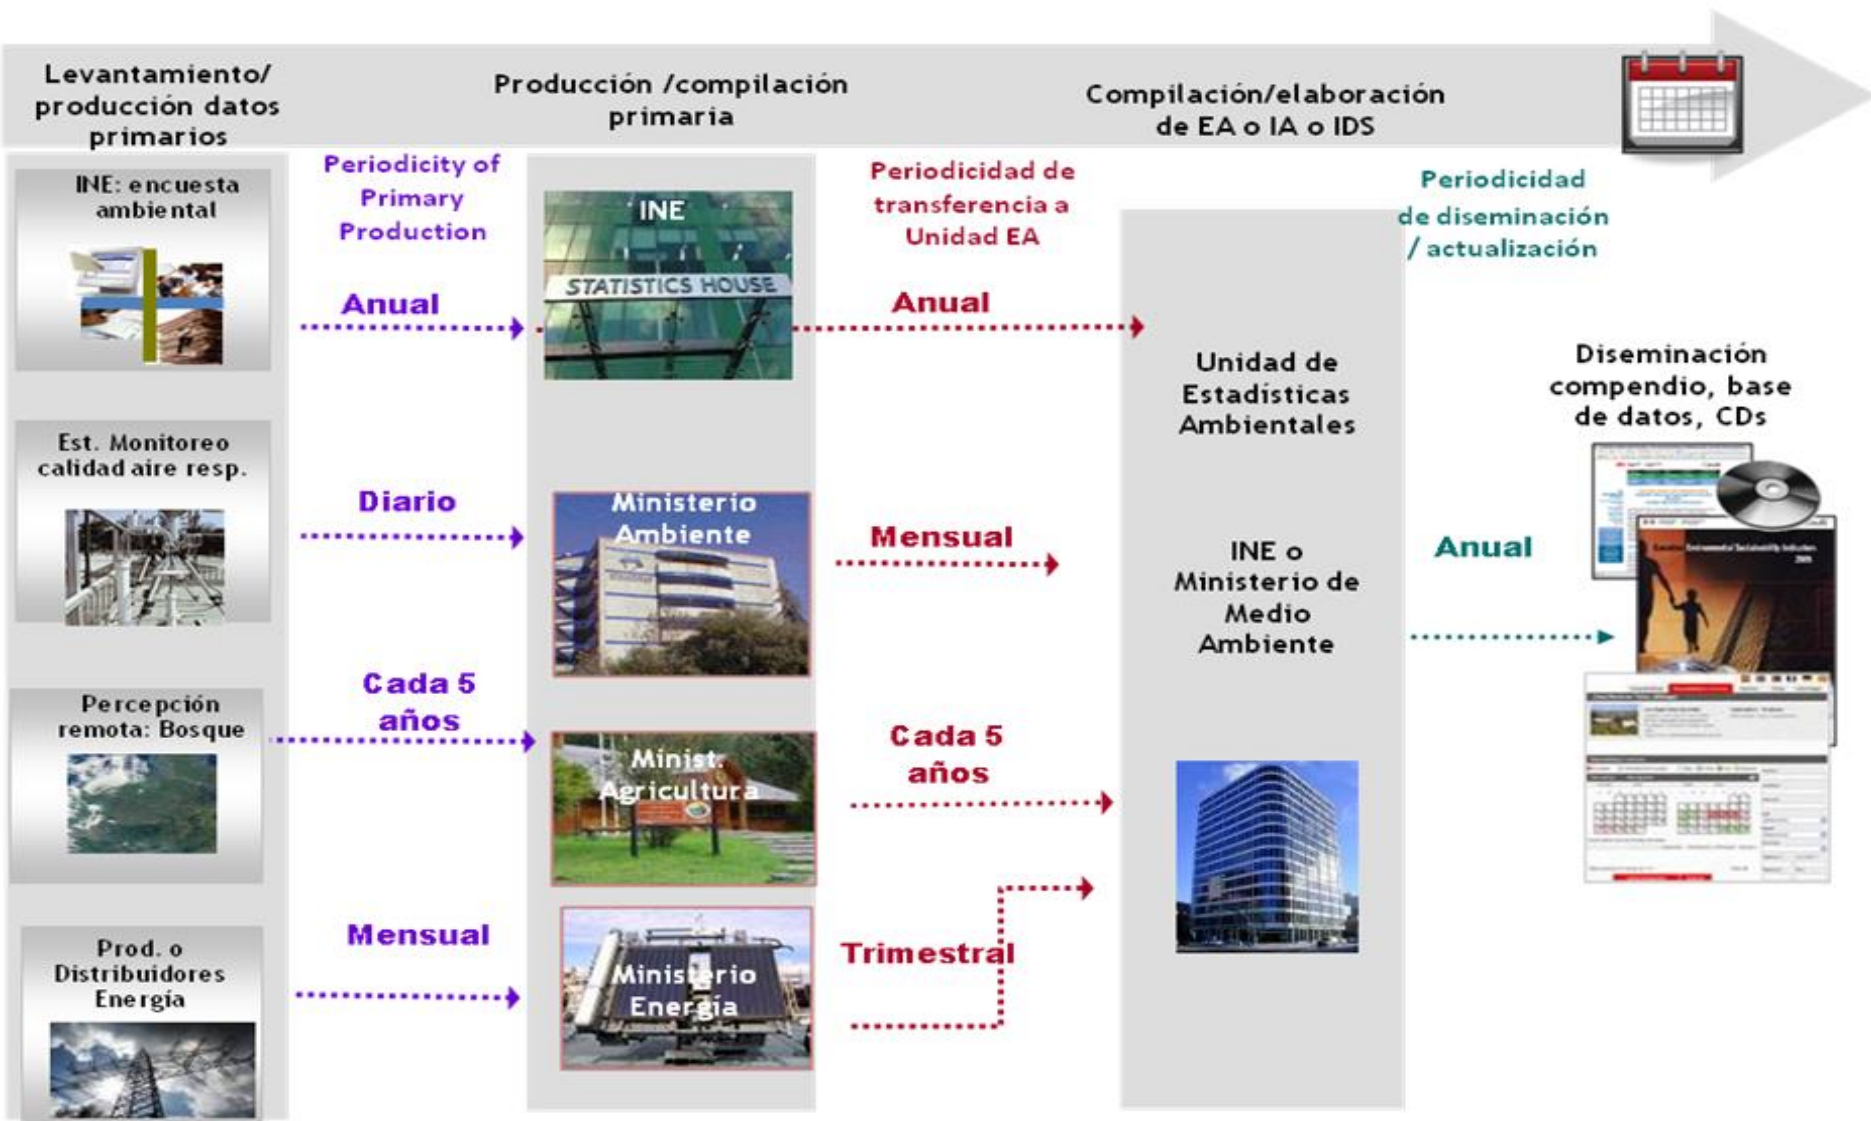 Levantamiento/
producción datos
primarios
Producción /compilación
primaria
Compilación/elaboración
de EA o IA o IDS
INE: encuesta
ambiental
Periodicity of
Primary
Production
Anual
INE
STATISTICS HOUSE
Periodicidad de
transferencia a
Unidad EA
Anual
Periodicidad
de diseminación
/ actualización
Est. Monitoreo
calidad aire resp.
Diario
Ministerio
Ambiente
Mensual
Unidad de
Estadísticas
Ambientales
INE o
Ministerio de
Medio
Ambiente
Anual
Diseminación
compendio, base
de datos, CDs
Environmental Sustainability Indicators
Percepción
remota: Bosque
Cada 5
años
Minist.
Agricultura
Cada 5
años
Prod. o
Distribuidores
Energía
Mensual
Ministerio
Energía
Trimestral